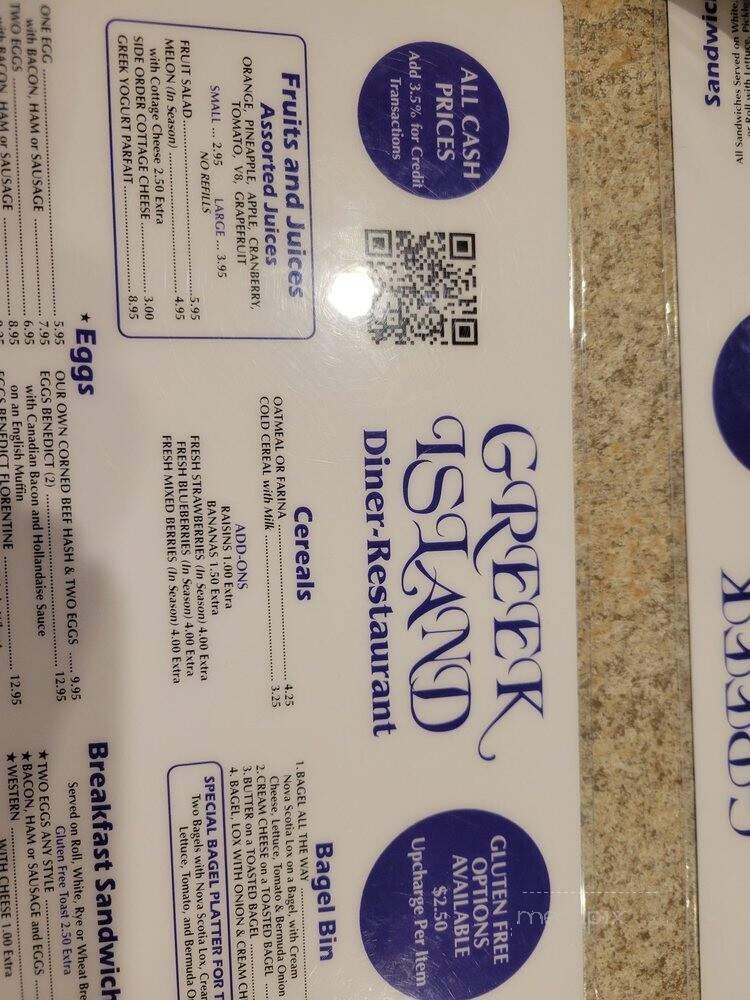 ALL CASH
PRICES
Add 3.5% for Credit
Transactions
GREEK
ISLAND
Diner-Restaurant
GLUTEN FREE
OPTIONS
AVAILABLE
$2.50
Upcharge Per Item
Fruits and Juices
Assorted Juices
ORANGE, PINEAPPLE, APPLE, CRANBERRY,
TOMATO, V8, GRAPEFRUIT
SMALL ... 2.95 LARGE ... 3.95
NO REFILLS
FRUIT SALAD ..... 5.95
MELON (In Season) ..... 4.95
with Cottage Cheese 2.50 Extra
SIDE ORDER COTTAGE CHEESE ..... 3.00
GREEK YOGURT PARFAIT ..... 8.95
Cereals
OATMEAL OR FARINA ..... 4.25
COLD CEREAL with Milk ..... 3.25
ADD-ONS
RAISINS 1.00 Extra
BANANAS 1.50 Extra
FRESH STRAWBERRIES (In Season) 4.00 Extra
FRESH BLUEBERRIES (In Season) 4.00 Extra
FRESH MIXED BERRIES (In Season) 4.00 Extra
Bagel Bin
1. BAGEL ALL THE WAY .....
Nova Scotia Lox on a Bagel, with Cream
Cheese, Lettuce, Tomato & Bermuda Onion
2. CREAM CHEESE on a TOASTED BAGEL .....
3. BUTTER on a TOASTED BAGEL .....
4. BAGEL, LOX WITH ONION & CREAM CH
SPECIAL BAGEL PLATTER FOR T
Two Bagels with Nova Scotia Lox, Crear
Lettuce, Tomato, and Bermuda O
★ Eggs
ONE EGG ..... 5.95
with BACON, HAM or SAUSAGE ..... 7.95
TWO EGGS ..... 6.95
with BACON, HAM or SAUSAGE ..... 8.95
OUR OWN CORNED BEEF HASH & TWO EGGS ..... 9.95
EGGS BENEDICT (2) ..... 12.95
with Canadian Bacon and Hollandaise Sauce
on an English Muffin
EGGS BENEDICT FLORENTINE ..... 12.95
Breakfast Sandwich
Served on Roll, White, Rye or Wheat Bre
Gluten Free Toast 2.50 Extra
★ TWO EGGS ANY STYLE .....
★ BACON, HAM or SAUSAGE and EGGS .....
★ WESTERN .....
WITH CHEESE 1.00 Extra